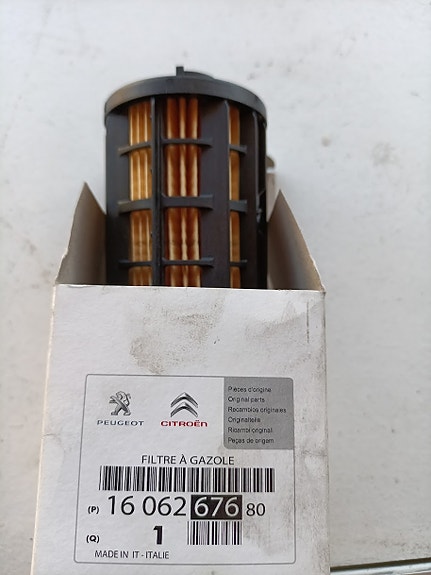 Pièces d'origine
Original parts
Recambios originales
Originalteile
Ricambi originali
Peças de origem
PEUGEOT
CITROËN
FILTRE À GAZOLE
(P) 16 062 676 80
(Q) 1
MADE IN IT - ITALIE